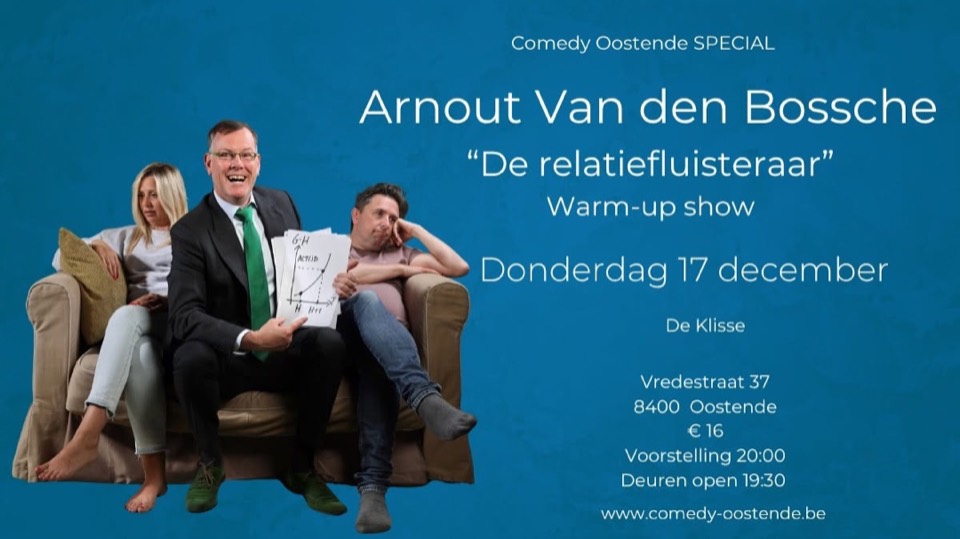 Comedy Oostende SPECIAL
Arnout Van den Bossche
“De relatiefluisteraar”
Warm-up show
Donderdag 17 december
De Klisse
Vredestraat 37
8400 Oostende
€ 16
Voorstelling 20:00
Deuren open 19:30
www.comedy-oostende.be
G-H
H H+1